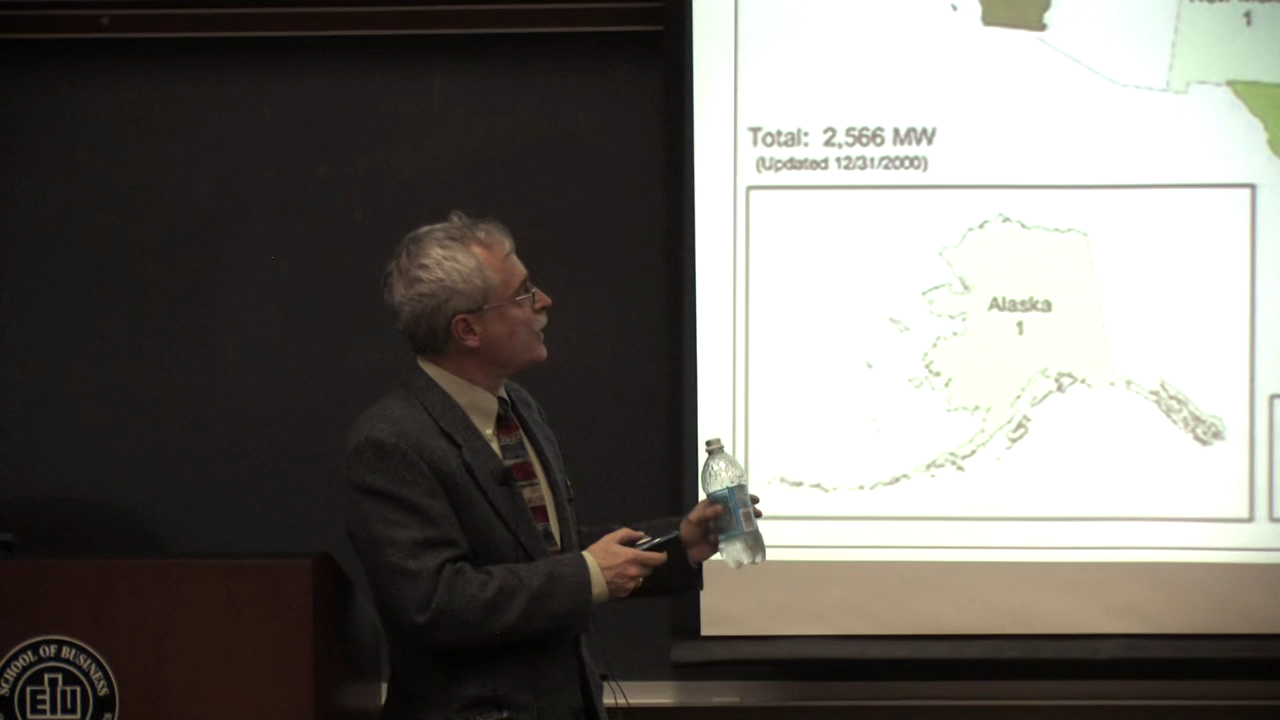 1
Total: 2,566 MW
(Updated 12/31/2000)
Alaska
1
SCHOOL OF BUSINESS
EIU